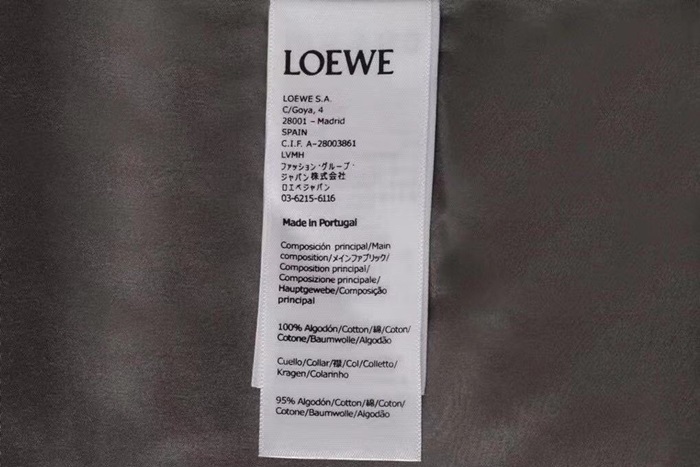 LOEWE
LOEWE S.A.
C/Goya, 4
28001 - Madrid
SPAIN
C.I.F. A-28003861
LVMH
ファッション・グループ・
ジャパン株式会社
ロエベジャパン
03-6215-6116
Made in Portugal
Composición principal/Main
composition/メインファブリック/
Composition principal/
Composizione principale/
Hauptgewebe/Composição
principal
100% Algodón/Cotton/綿/Coton/
Cotone/Baumwolle/Algodão
Cuello/Collar/襟/Col/Colletto/
Kragen/Colarinho
95% Algodón/Cotton/綿/Coton/
Cotone/Baumwolle/Algodão